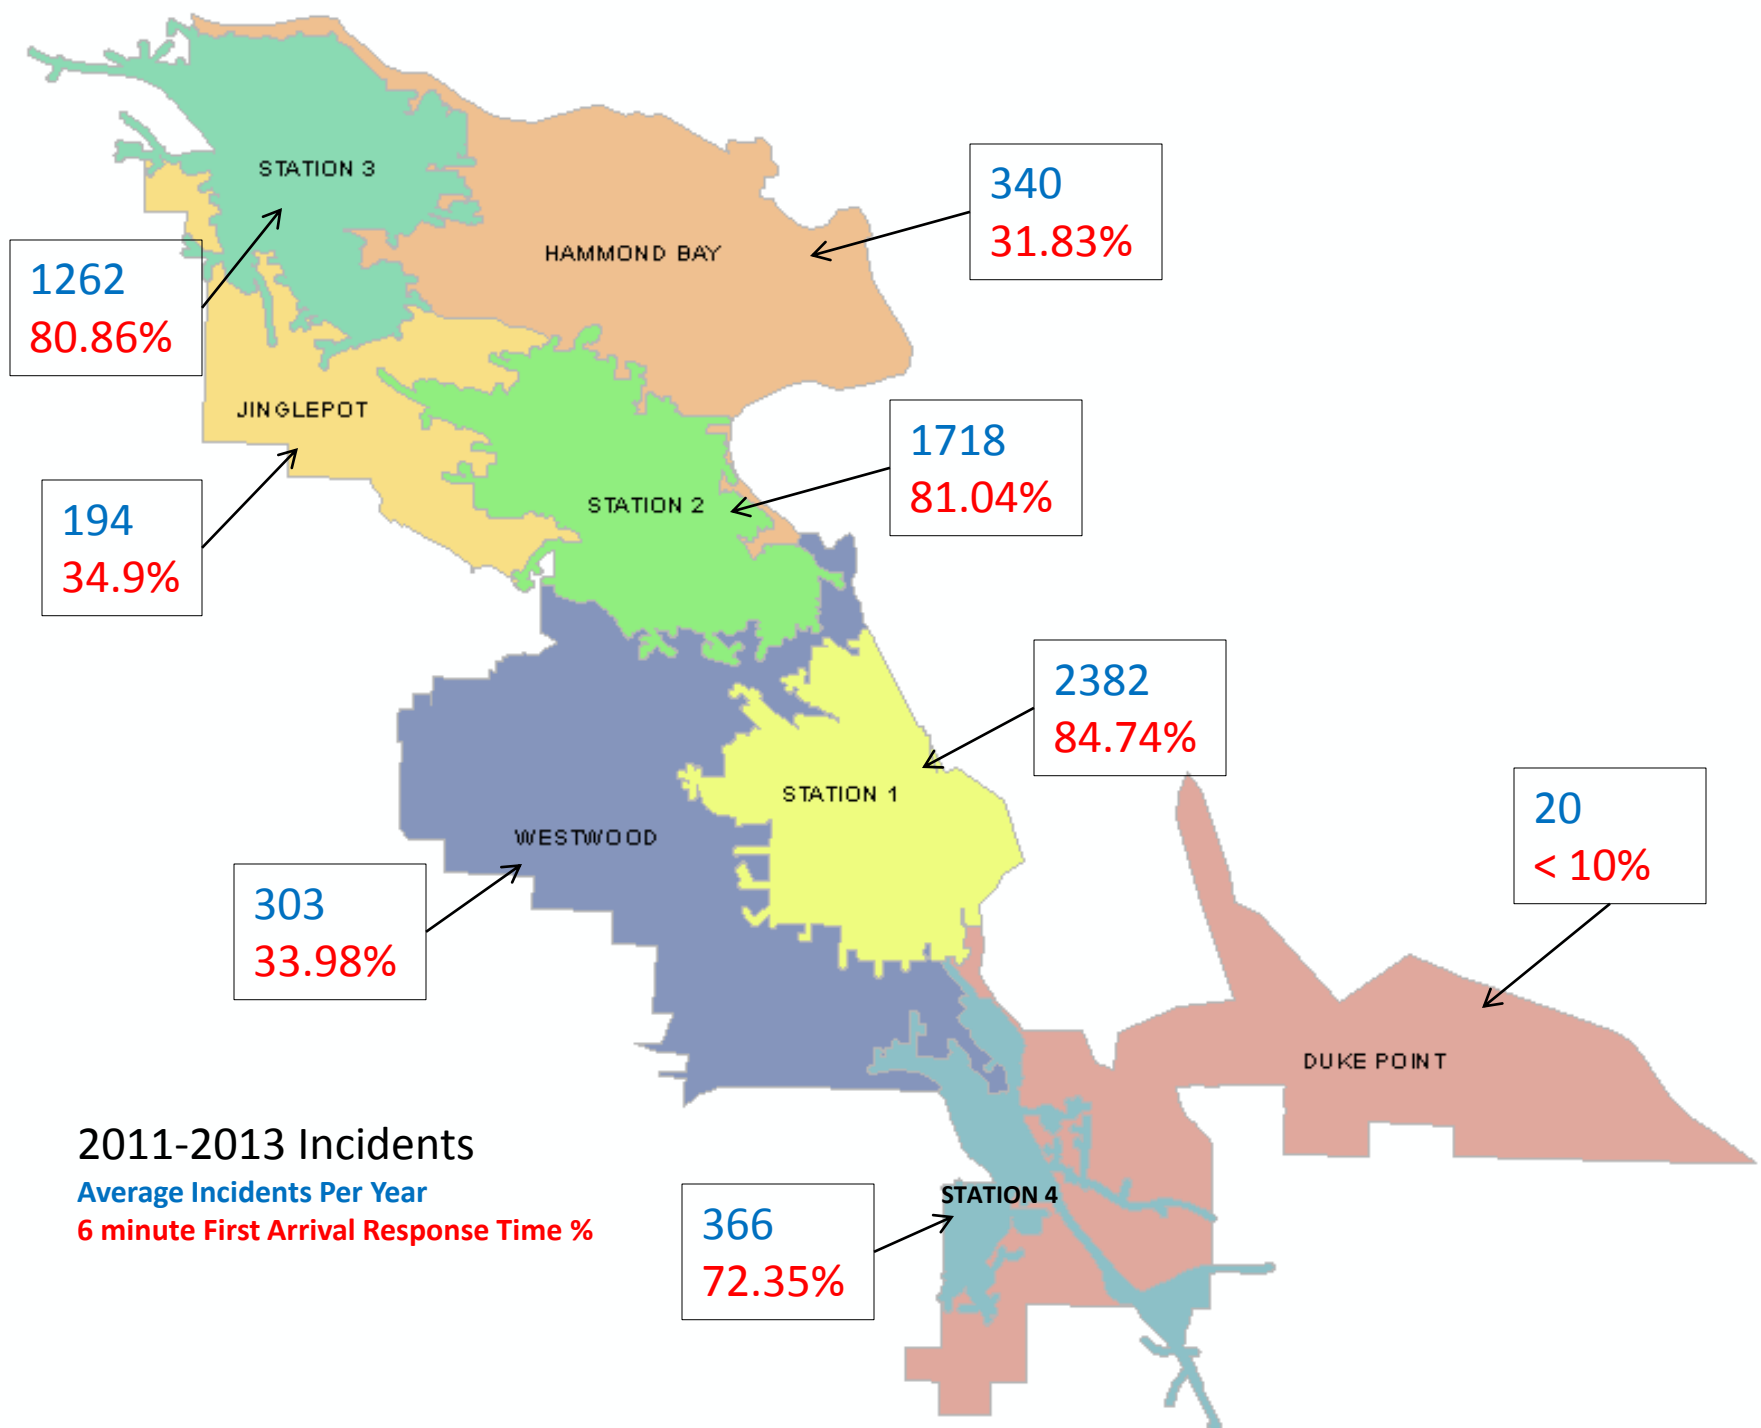 STATION 3
340
31.83%
HAMMOND BAY
1262
80.86%
JINGLEPOT
1718
81.04%
194
34.9%
STATION 2
2382
84.74%
STATION 1
20
< 10%
WESTWOOD
303
33.98%
DUKE POINT
2011-2013 Incidents
Average Incidents Per Year
6 minute First Arrival Response Time %
STATION 4
366
72.35%